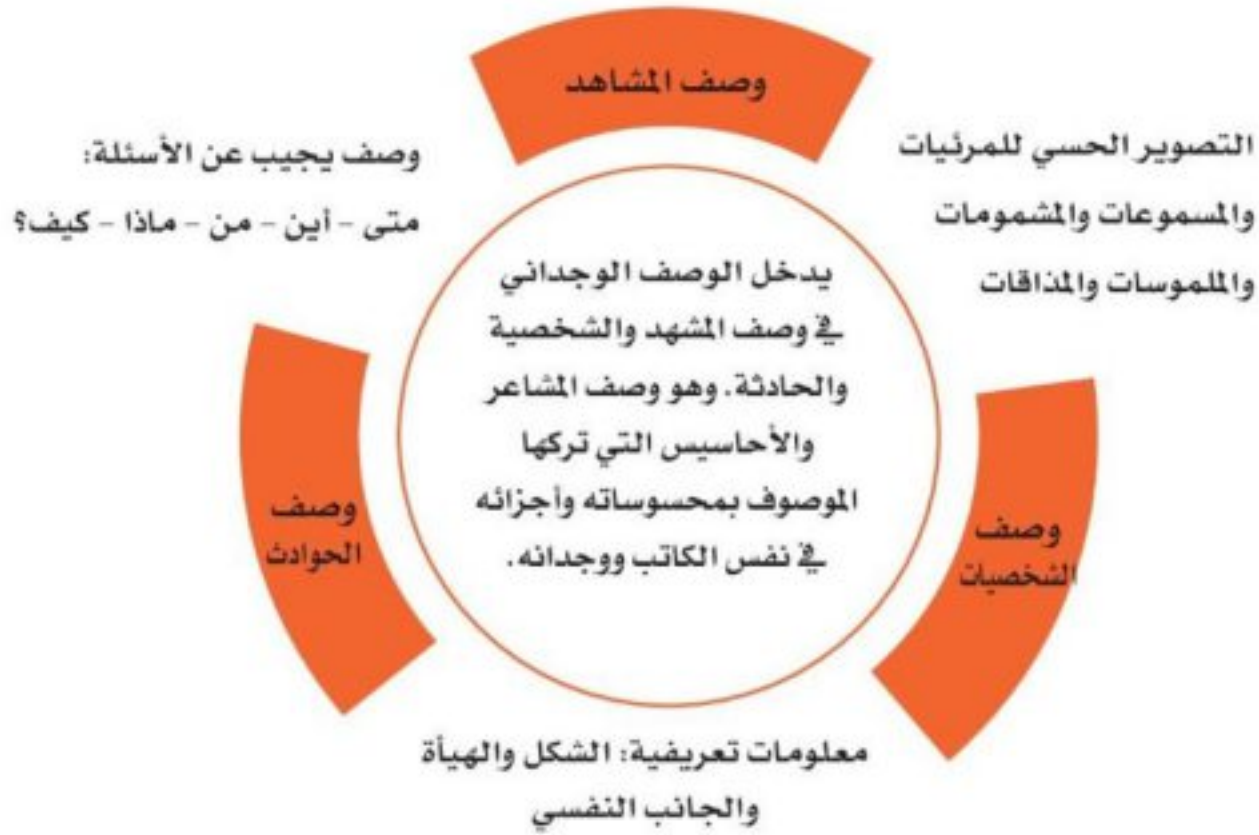 وصف المشاهد
التصوير الحسي للمرئيات
والمسموعات والمشمومات
والملموسات والمذاقات
وصف يجيب عن الأسئلة:
متى - أين - من - ماذا - كيف؟
يدخل الوصف الوجداني
في وصف المشهد والشخصية
والحادثة. وهو وصف المشاعر
والأحاسيس التي تركها
الموصوف بمحسوساته وأجزائه
في نفس الكاتب ووجدانه.
وصف
الشخصيات
وصف
الحوادث
معلومات تعريفية: الشكل والهيأة
والجانب النفسي